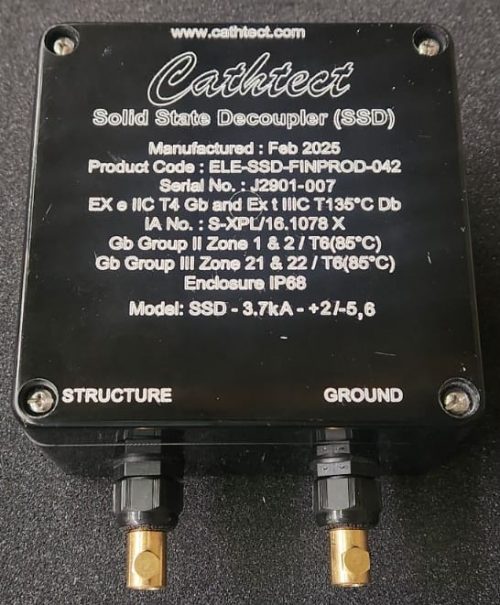 www.cathtect.com
Cathtect
Solid State Decoupler (SSD)
Manufactured : Feb 2025
Product Code : ELE-SSD-FINPROD-042
Serial No. : J2901-007
EX e IIC T4 Gb and Ex t IIIC T135°C Db
IA No. : S-XPL/16.1078 X
Gb Group II Zone 1 & 2 / T6(85°C)
Gb Group III Zone 21 & 22 / T6(85°C)
Enclosure IP68
Model: SSD - 3.7kA - +2/-5,6
STRUCTURE GROUND